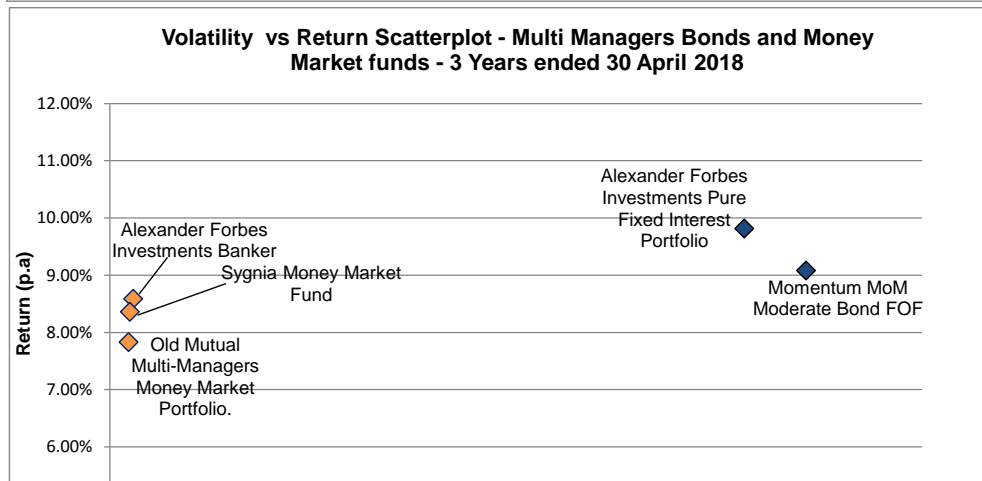 Volatility  vs Return Scatterplot - Multi Managers Bonds and Money
Market funds - 3 Years ended 30 April 2018
Return (p.a)
12.00%
11.00%
10.00%
9.00%
8.00%
7.00%
6.00%
Alexander Forbes
Investments Banker
Sygnia Money Market
Fund
Old Mutual
Multi-Managers
Money Market
Portfolio.
Alexander Forbes
Investments Pure
Fixed Interest
Portfolio
Momentum MoM
Moderate Bond FOF